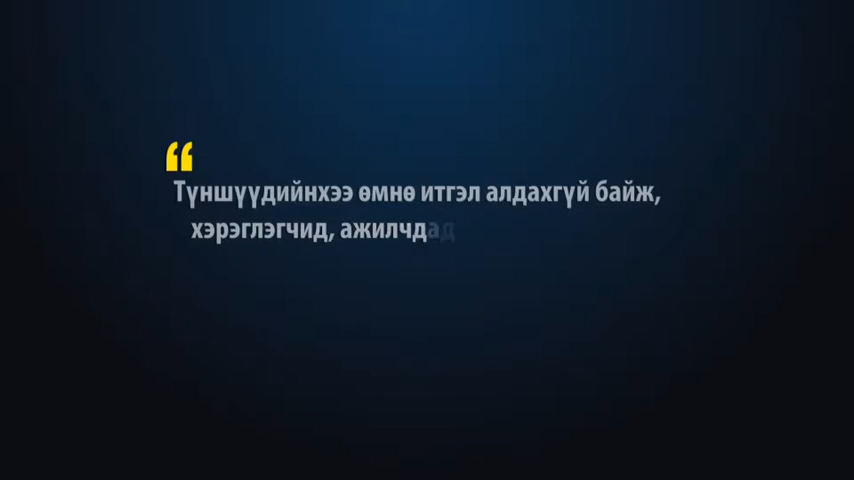 “
Түншүүдийнхээ өмнө итгэл алдахгүй байж,
хэрэглэгчид, ажилчдад